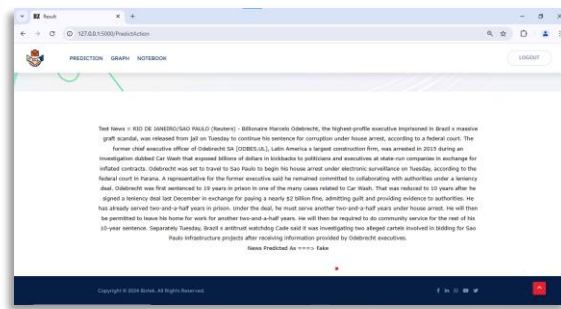 RZ Result
127.0.0.1:5000/PredictAction
PREDICTION GRAPH NOTEBOOK
LOGOUT
Test News = RIO DE JANEIRO/SAO PAULO (Reuters) - Billionaire Marcelo Odebrecht, the highest-profile executive imprisoned in Brazil s massive
graft scandal, was released from jail on Tuesday to continue his sentence for corruption under house arrest, according to a federal court. The
former chief executive officer of Odebrecht SA [ODBES.UL], Latin America s largest construction firm, was arrested in 2015 during an
investigation dubbed Car Wash that exposed billions of dollars in kickbacks to politicians and executives at state-run companies in exchange for
inflated contracts. Odebrecht was set to travel to Sao Paulo to begin his house arrest under electronic surveillance on Tuesday, according to the
federal court in Parana. A representative for the former executive said he remained committed to collaborating with authorities under a leniency
deal. Odebrecht was first sentenced to 19 years in prison in one of the many cases related to Car Wash. That was reduced to 10 years after he
signed a leniency deal last December in exchange for paying a nearly $2 billion fine, admitting guilt and providing evidence to authorities. He
has already served two-and-a-half years in prison. Under the deal, he must serve another two-and-a-half years under house arrest. He will then
be permitted to leave his home for work for another two-and-a-half years. He will then be required to do community service for the rest of his
10-year sentence. Separately Tuesday, Brazil s antitrust watchdog Cade said it was investigating two alleged cartels involved in bidding for Sao
Paulo infrastructure projects after receiving information provided by Odebrecht executives.
News Predicted As ===> Fake
Copyright © 2024 All Rights Reserved.